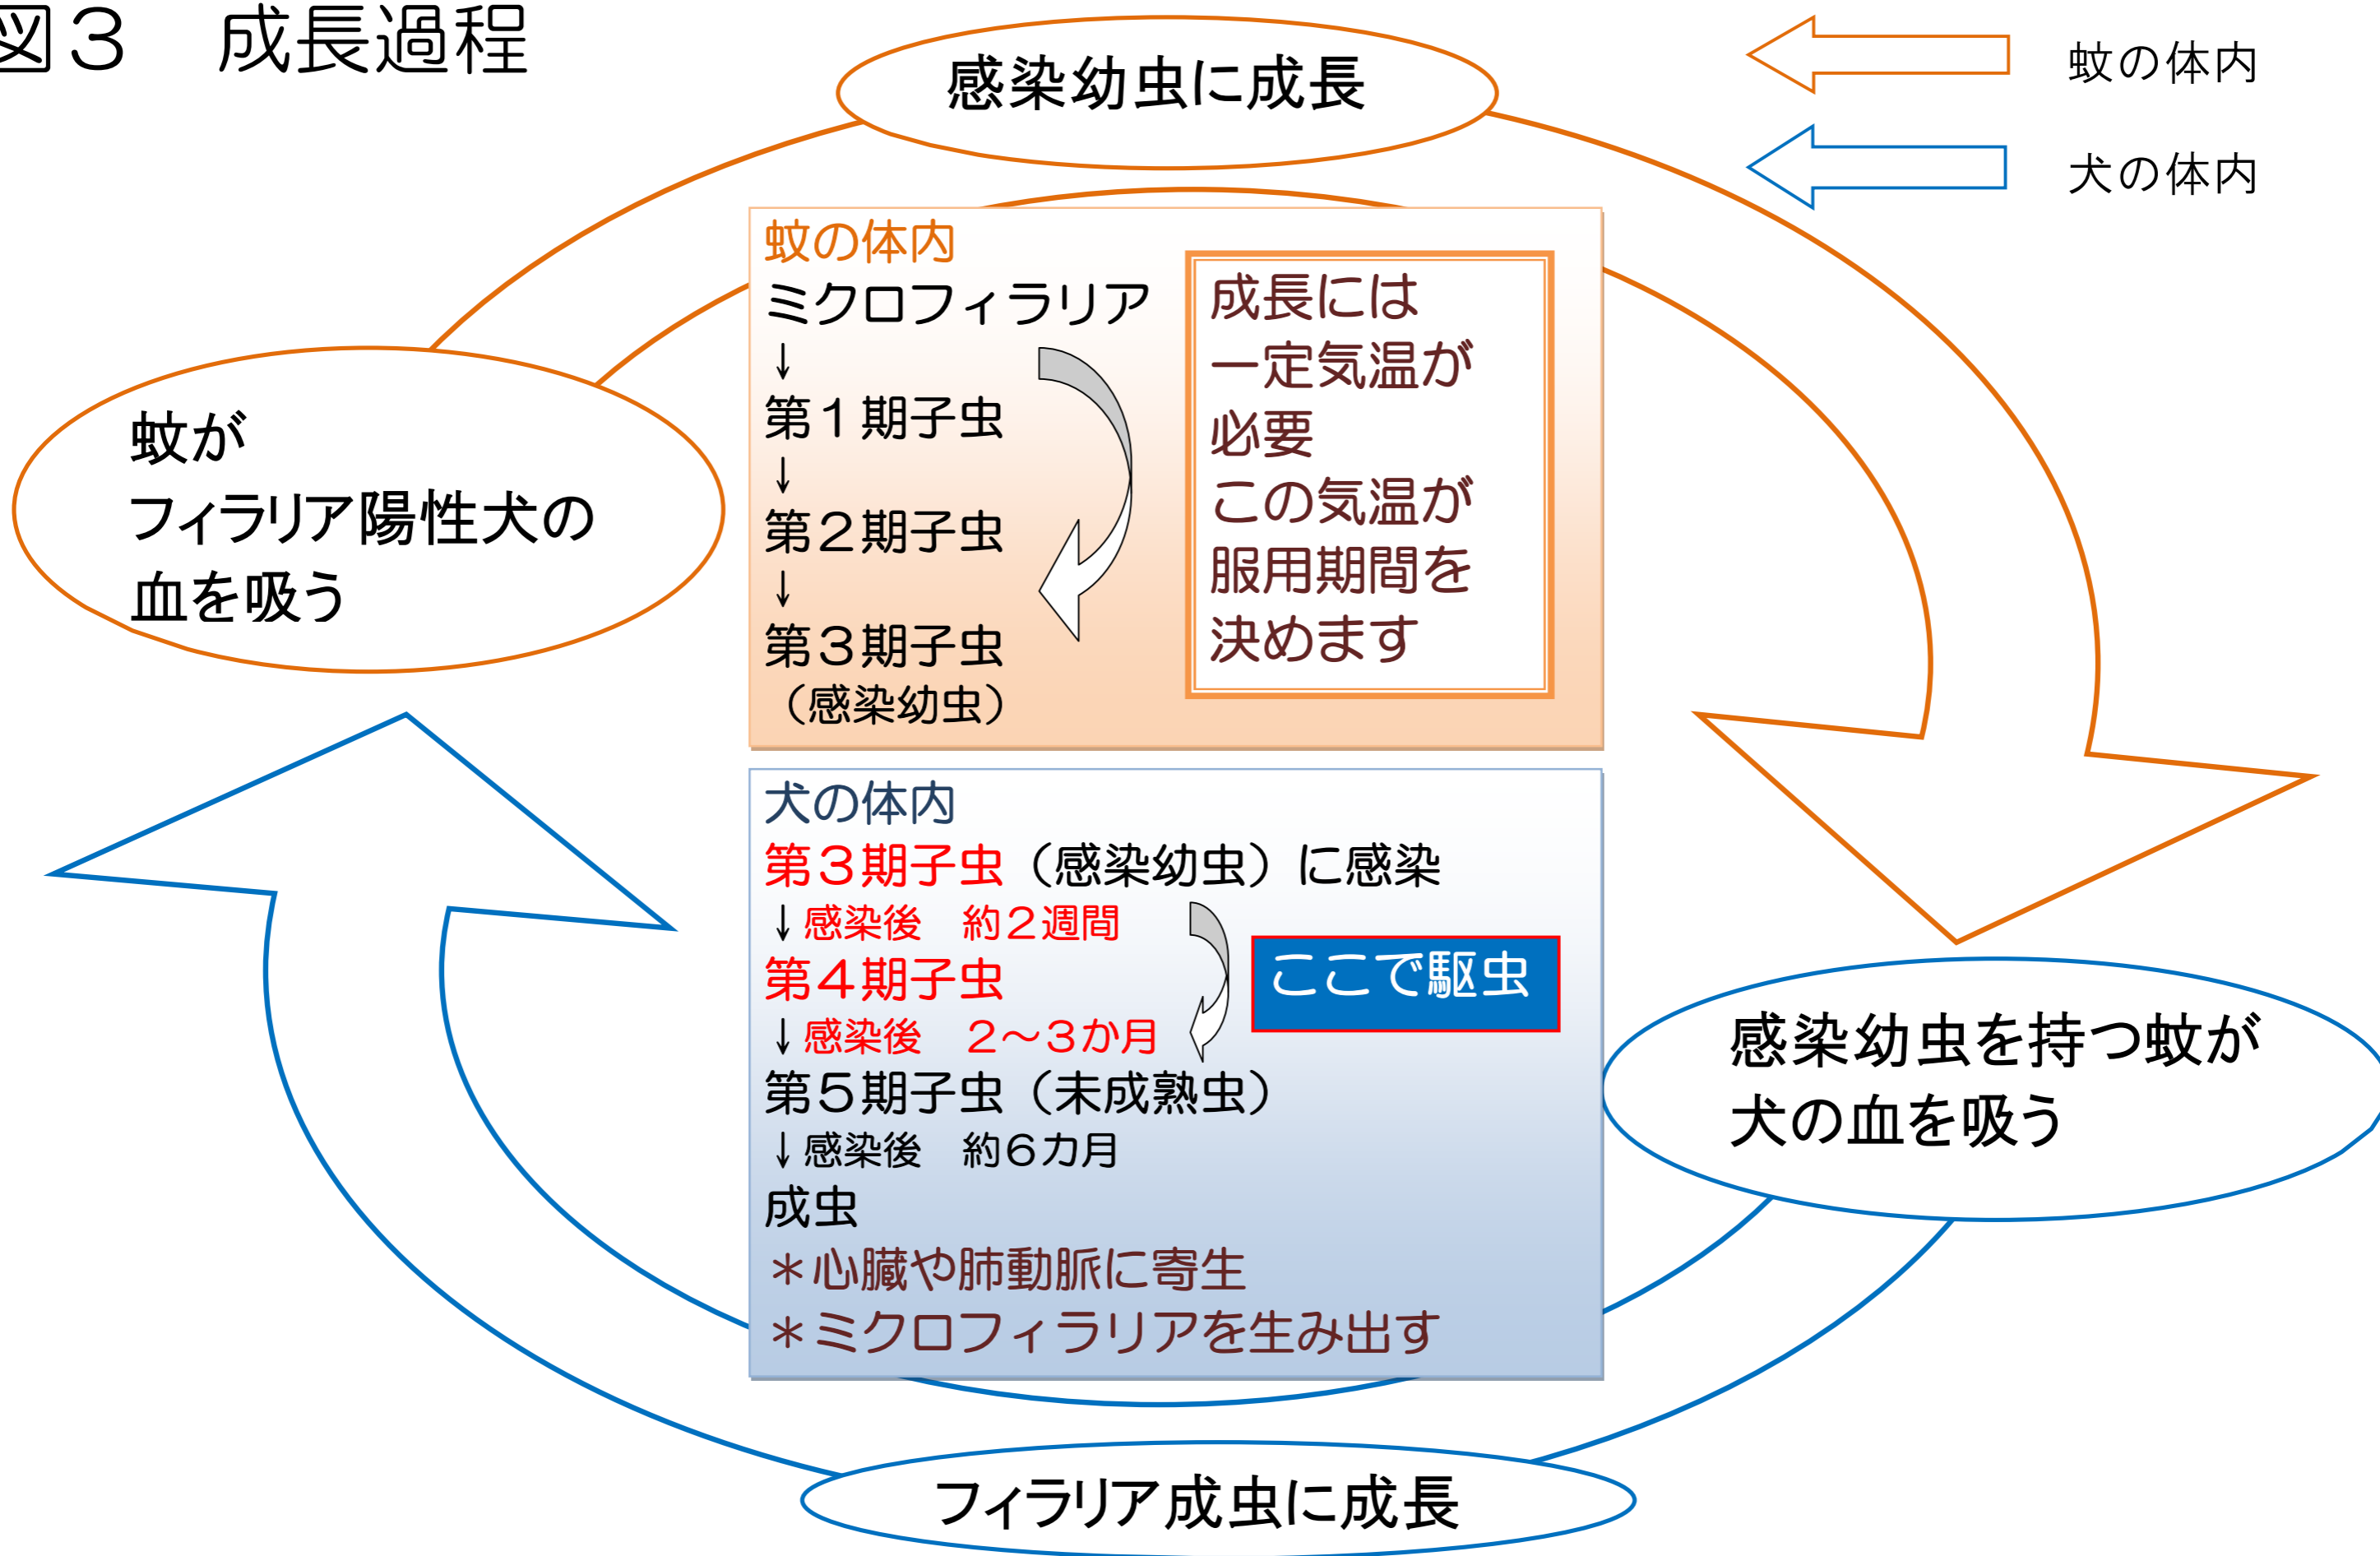 図３　成長過程
感染幼虫に成長
蚊の体内
犬の体内
蚊が
フィラリア陽性犬の
血を吸う
蚊の体内
ミクロフィラリア
↓
第１期子虫
↓
第２期子虫
↓
第３期子虫
（感染幼虫）
成長には
一定気温が
必要
この気温が
服用期間を
決めます
犬の体内
第３期子虫（感染幼虫）に感染
↓感染後　約２週間
第４期子虫
↓感染後　２～３か月
第５期子虫（未成熟虫）
↓感染後　約６カ月
成虫
＊心臓や肺動脈に寄生
＊ミクロフィラリアを生み出す
ここで駆虫
感染幼虫を持つ蚊が
犬の血を吸う
フィラリア成虫に成長